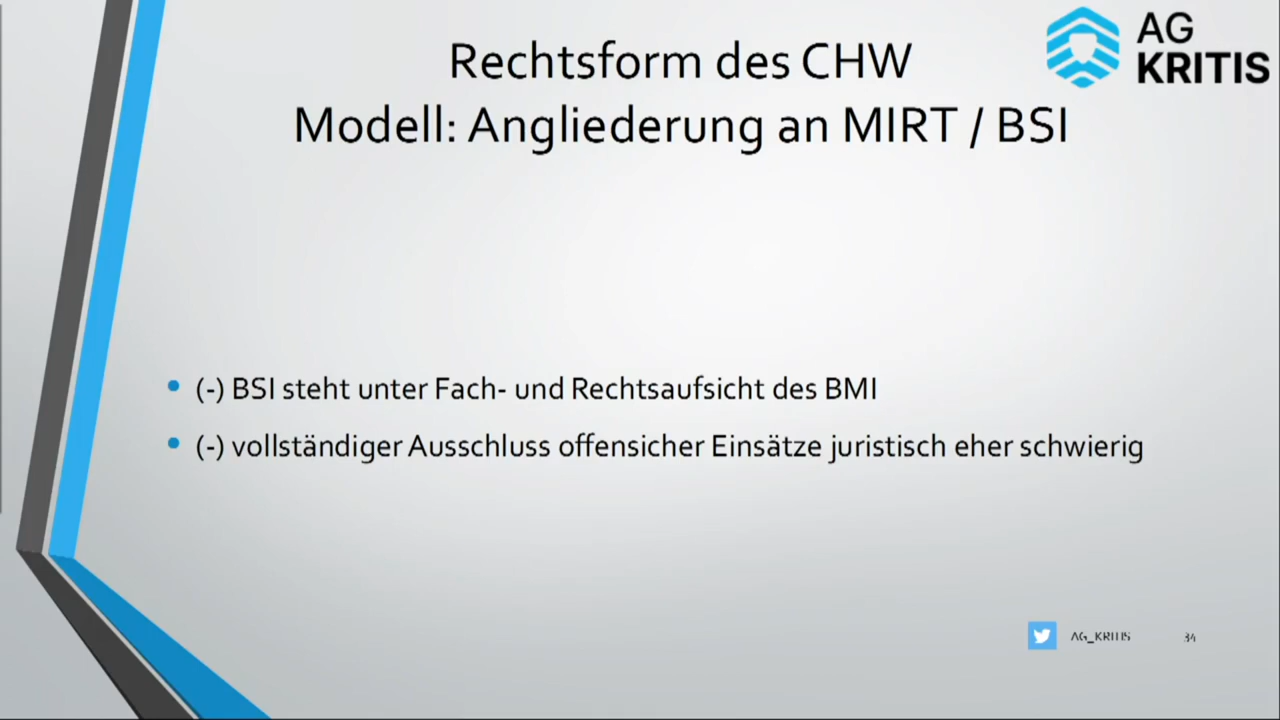 Rechtsform des CHW
Modell: Angliederung an MIRT / BSI
AG
KRITIS
• (-) BSI steht unter Fach- und Rechtsaufsicht des BMI
• (-) vollständiger Ausschluss offensicher Einsätze juristisch eher schwierig
AG_KRITIS
34